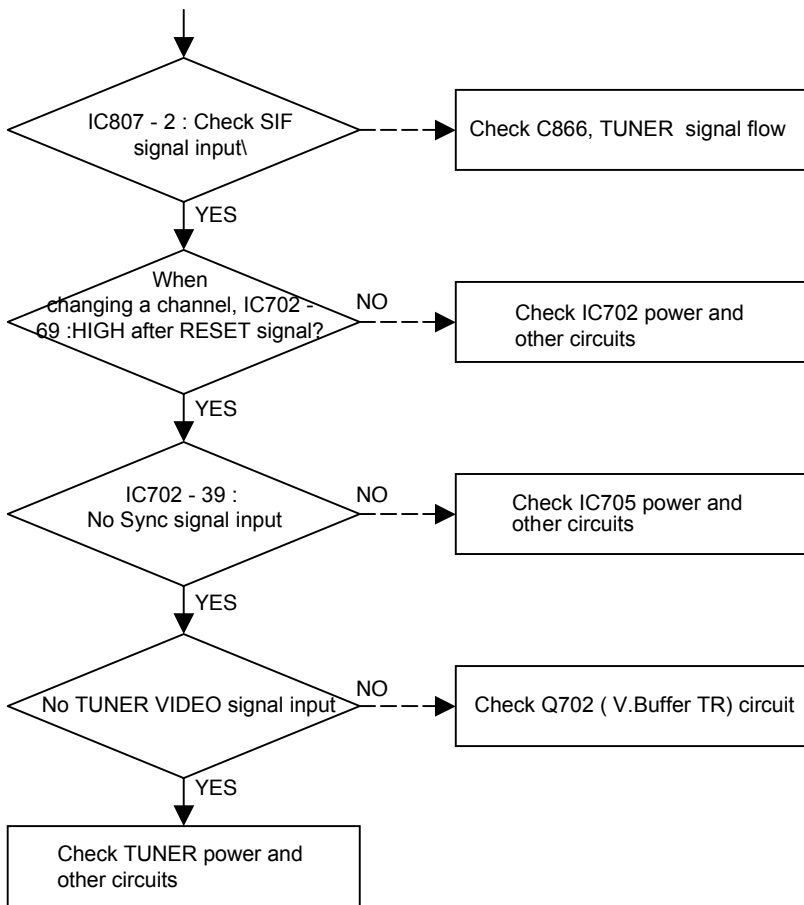 IC807 - 2 : Check SIF
signal input\
Check C866, TUNER signal flow
YES
When
changing a channel, IC702 -
69 :HIGH after RESET signal?
NO
Check IC702 power and
other circuits
YES
IC702 - 39 :
No Sync signal input
NO
Check IC705 power and
other circuits
YES
No TUNER VIDEO signal input
NO
Check Q702 ( V.Buffer TR) circuit
YES
Check TUNER power and
other circuits